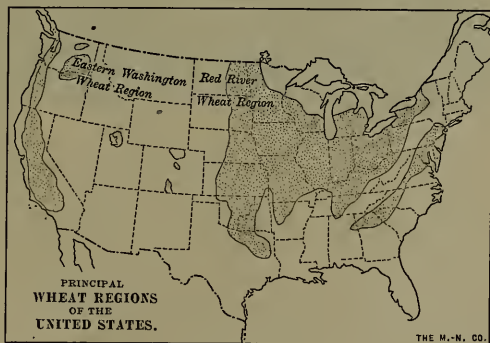 Eastern Washington
Wheat Region
Red River
Wheat Region
PRINCIPAL
WHEAT REGIONS
OF THE
UNITED STATES.
THE M.-N. CO.